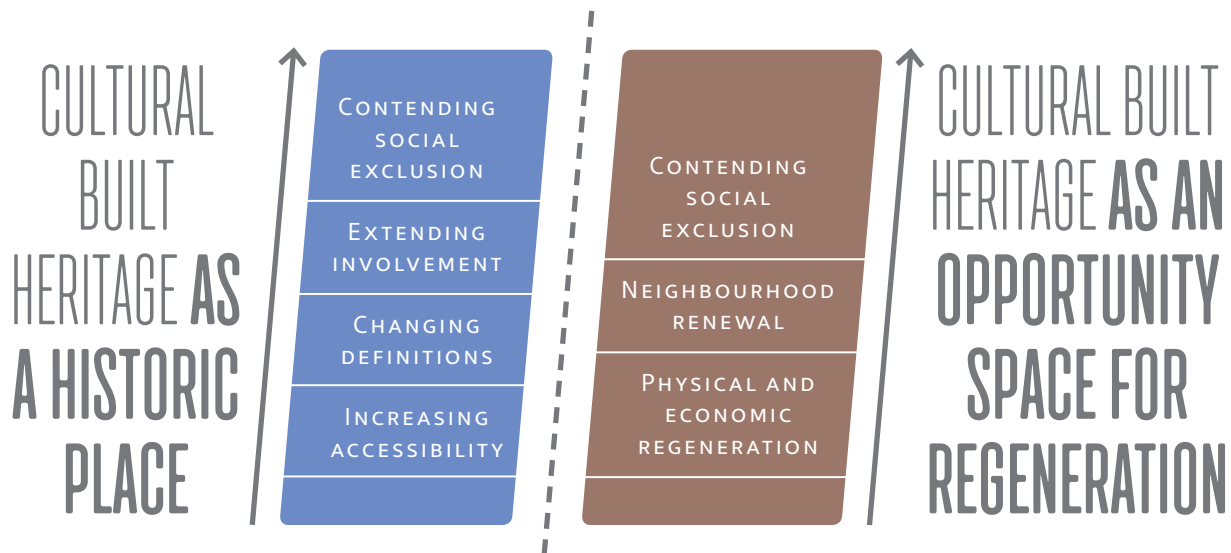 CULTURAL
BUILT
HERITAGE AS
A HISTORIC
PLACE
CONTENDING
SOCIAL
EXCLUSION
EXTENDING
INVOLVEMENT
CHANGING
DEFINITIONS
INCREASING
ACCESSIBILITY
CONTENDING
SOCIAL
EXCLUSION
NEIGHBOURHOOD
RENEWAL
PHYSICAL AND
ECONOMIC
REGENERATION
CULTURAL BUILT
HERITAGE AS AN
OPPORTUNITY
SPACE FOR
REGENERATION